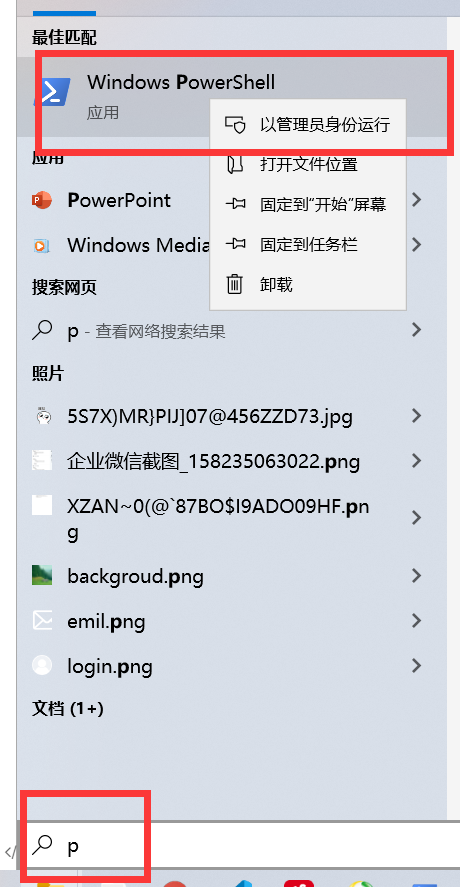 最佳匹配
Windows PowerShell
应用
以管理员身份运行
应用
打开文件位置
PowerPoint
固定到“开始”屏幕
Windows Media
固定到任务栏
搜索网页
卸载
p - 查看网络搜索结果
照片
5S7X)MR}PIJ]07@456ZZD73.jpg
企业微信截图_158235063022.png
XZAN~0(@`87BO$I9ADO09HF.pn
g
backgroud.png
emil.png
login.png
文档 (1+)
p